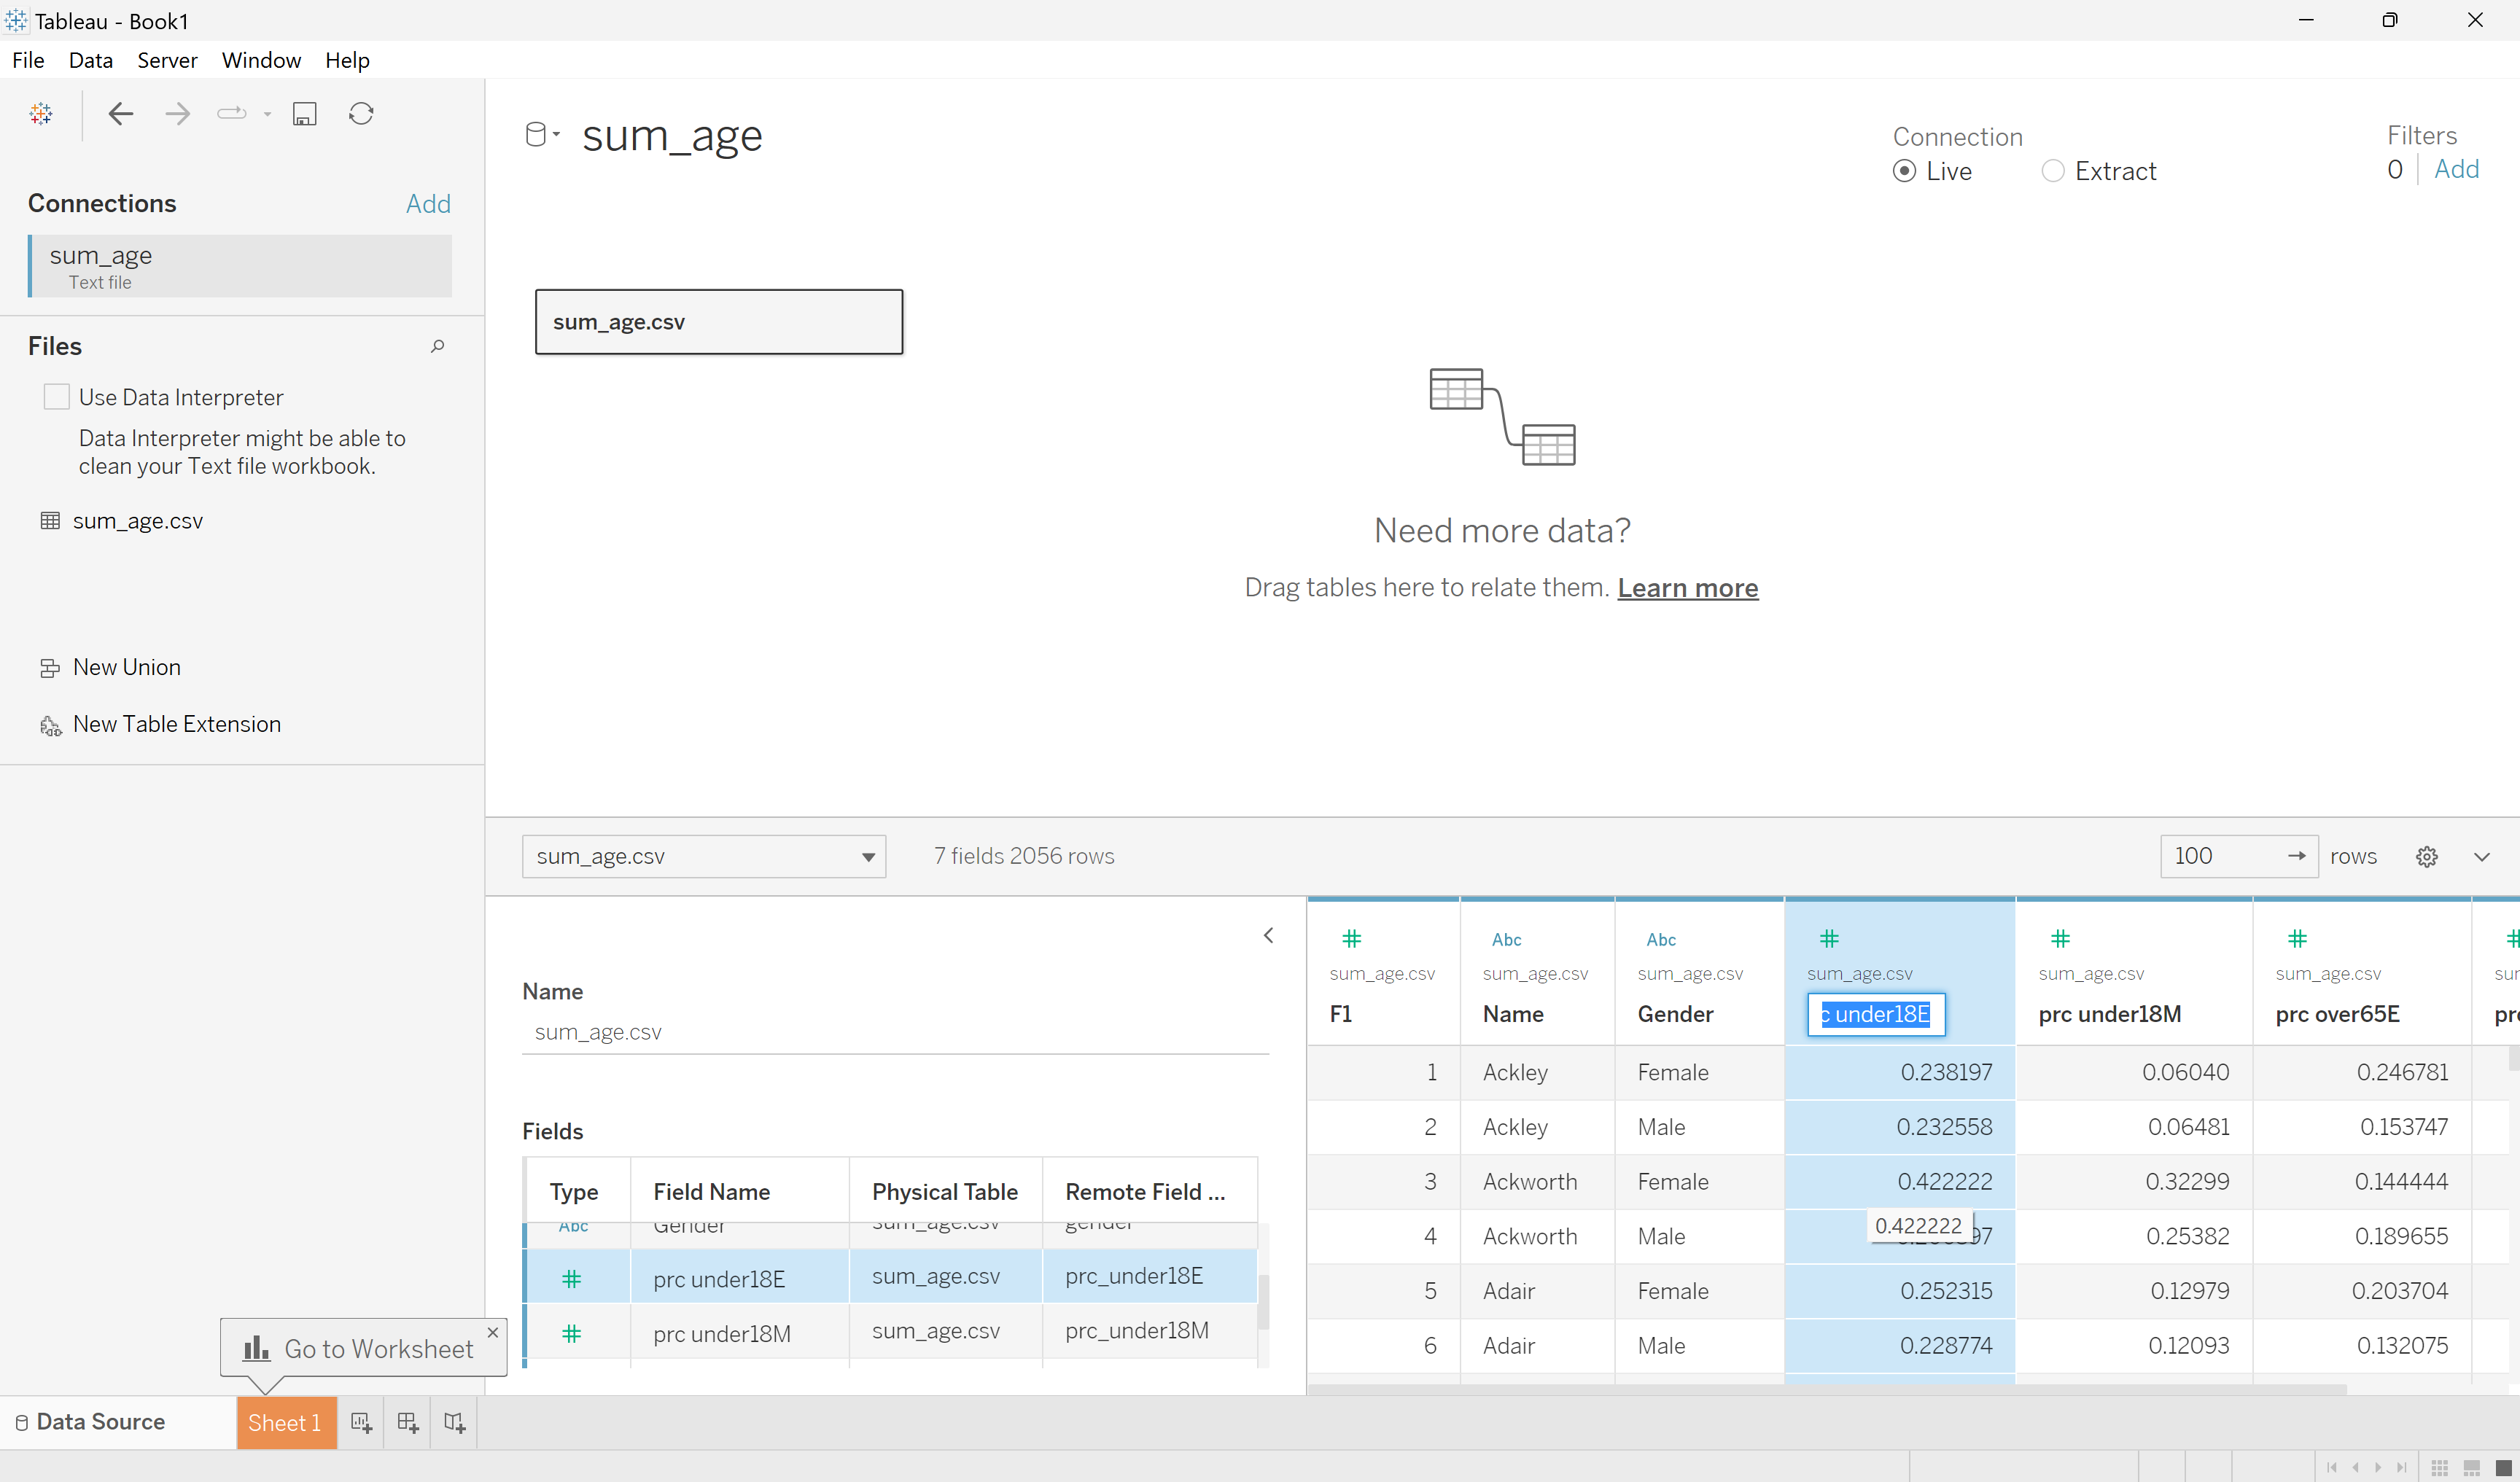 Tableau - Book1
File Data Server Window Help
Connections Add
sum_age
Text file
Files
Use Data Interpreter
Data Interpreter might be able to
clean your Text file workbook.
sum_age.csv
New Union
New Table Extension
sum_age
Connection
Live Extract
Filters
0 Add
sum_age.csv
Need more data?
Drag tables here to relate them. Learn more
sum_age.csv 7 fields 2056 rows 100 rows
Name
sum_age.csv
Fields
Type Field Name Physical Table Remote Field ...
Abc Gender sum_age.csv gender
# prc under18E sum_age.csv prc_under18E
# prc under18M sum_age.csv prc_under18M
# Abc Abc # # # #
sum_age.csv sum_age.csv sum_age.csv sum_age.csv sum_age.csv sum_age.csv sur
F1 Name Gender c under18E prc under18M prc over65E prc
1 Ackley Female 0.238197 0.06040 0.246781
2 Ackley Male 0.232558 0.06481 0.153747
3 Ackworth Female 0.422222 0.32299 0.144444
0.422222
4 Ackworth Male 97 0.25382 0.189655
5 Adair Female 0.252315 0.12979 0.203704
6 Adair Male 0.228774 0.12093 0.132075
Go to Worksheet
Data Source Sheet 1